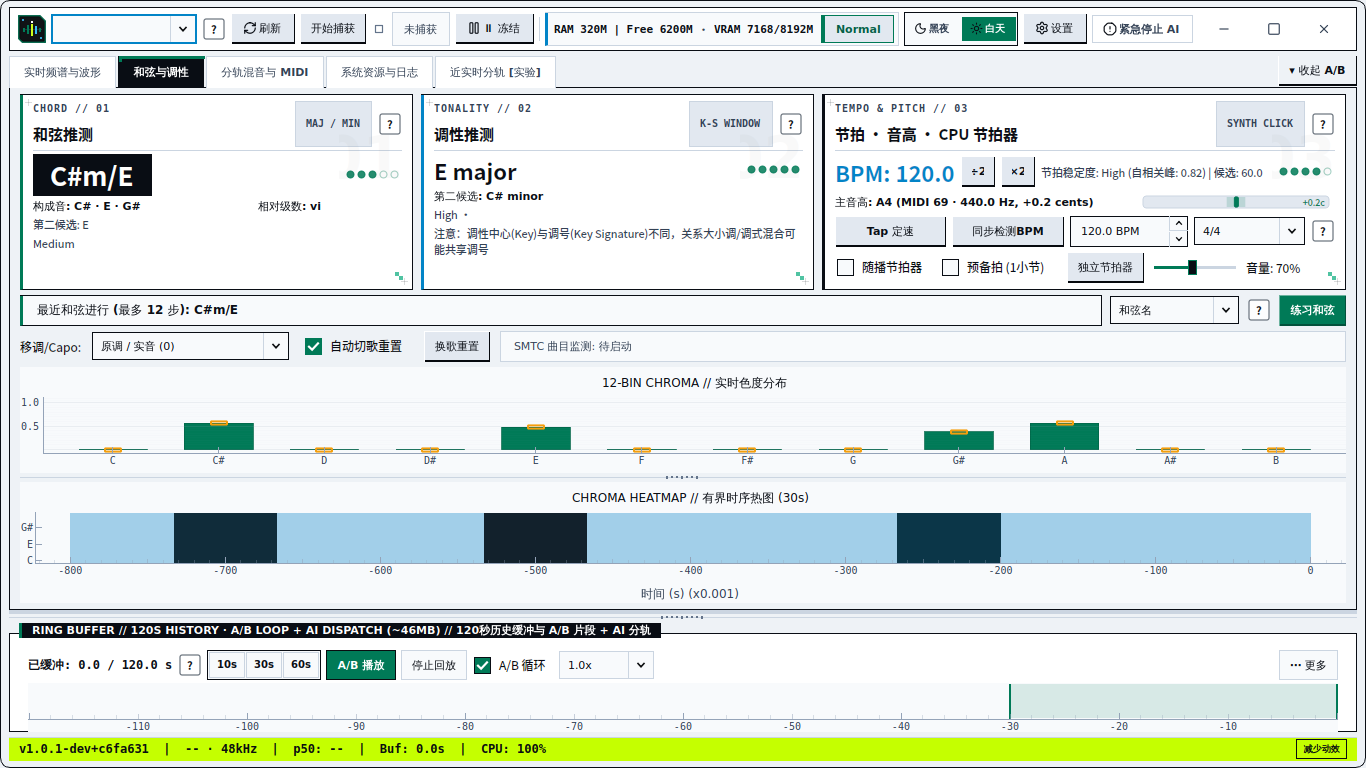 ? 刷新 开始捕获 未捕获 冻结 RAM 320M | Free 6200M · VRAM 7168/8192M Normal 黑夜 白天 设置 紧急停止 AI
实时频谱与波形 和弦与调性 分轨混音与 MIDI 系统资源与日志 近实时分轨 [实验] ▾ 收起 A/B
CHORD // 01
和弦推测
MAJ / MIN ?
C#m/E
构成音: C# · E · G# 相对级数: vi
第二候选: E
Medium
TONALITY // 02
调性推测
K-S WINDOW ?
E major
第二候选: C# minor
High ·
注意: 调性中心(Key)与调号(Key Signature)不同，关系大小调/调式混合可
能共享调号
TEMPO & PITCH // 03
节拍 · 音高 · CPU 节拍器
SYNTH CLICK ?
BPM: 120.0 ÷2 ×2 节拍稳定度: High (自相关峰: 0.82) | 候选: 60.0
主音高: A4 (MIDI 69 · 440.0 Hz, +0.2 cents) +0.2c
Tap 定速 同步检测BPM 120.0 BPM 4/4 ?
随播节拍器 预备拍 (1小节) 独立节拍器 音量: 70%
最近和弦进行 (最多 12 步): C#m/E 和弦名 ? 练习和弦
移调/Capo: 原调 / 实音 (0) 自动切歌重置 换歌重置 SMTC 曲目监测: 待启动
12-BIN CHROMA // 实时色度分布
1.0
0.5
C C# D D# E F F# G G# A A# B
CHROMA HEATMAP // 有界时序热图 (30s)
G#
E
C
-800 -700 -600 -500 -400 -300 -200 -100 0
时间 (s) (x0.001)
RING BUFFER // 120S HISTORY · A/B LOOP + AI DISPATCH (~46MB) // 120秒历史缓冲与 A/B 片段 + AI 分轨
已缓冲: 0.0 / 120.0 s ? 10s 30s 60s A/B 播放 停止回放 A/B 循环 1.0x ··· 更多
-110 -100 -90 -80 -70 -60 -50 -40 -30 -20 -10
v1.0.1-dev+c6fa631 | -- · 48kHz | p50: -- | Buf: 0.0s | CPU: 100% 减少动效